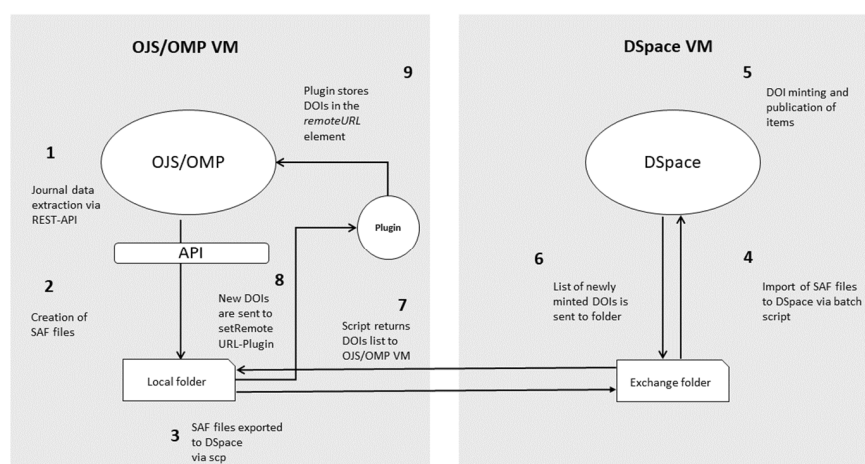 OJS/OMP VM
9
Plugin stores
DOIs in the
remoteURL
element
1
OJS/OMP
Journal data
extraction via
REST-API
Plugin
API
2
Creation of
SAF files
8
New DOIs
are sent to
setRemote
URL-Plugin
7
Script returns
DOIs list to
OJS/OMP VM
Local folder
3
SAF files exported
to DSpace
via scp
DSpace VM
5
DOI minting and
publication of
items
DSpace
6
List of newly
minted DOIs is
sent to folder
4
Import of SAF files
to DSpace via batch
script
Exchange folder